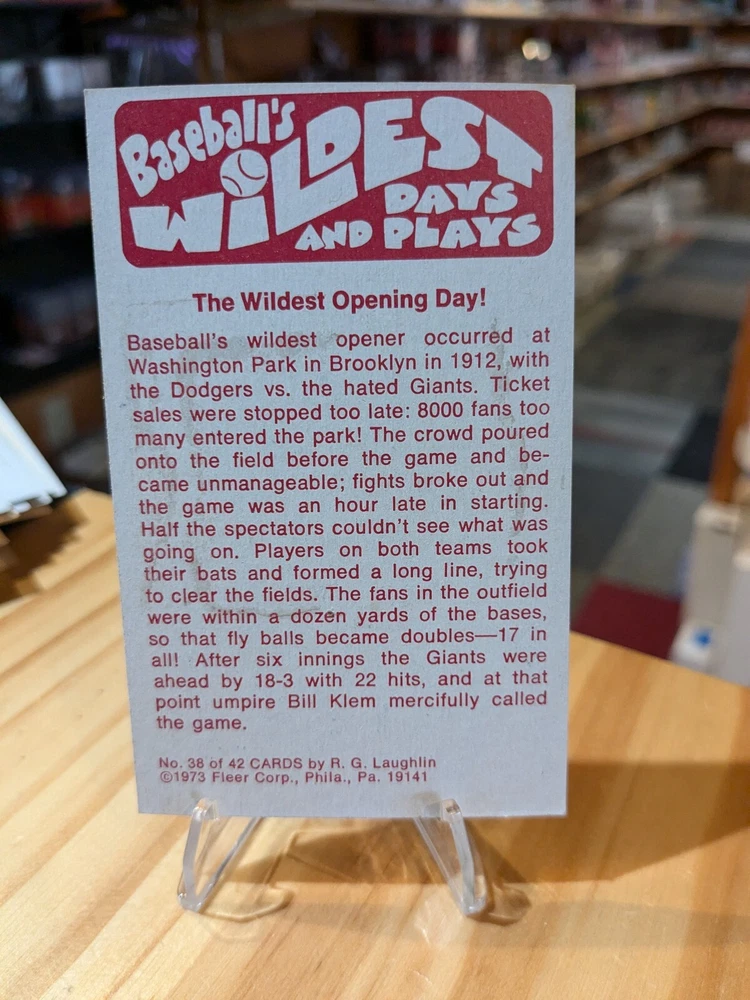 Baseball's
WiLDEST
DAYS
AND PLAYS
The Wildest Opening Day!
Baseball's wildest opener occurred at
Washington Park in Brooklyn in 1912, with
the Dodgers vs. the hated Giants. Ticket
sales were stopped too late: 8000 fans too
many entered the park! The crowd poured
onto the field before the game and be-
came unmanageable; fights broke out and
the game was an hour late in starting.
Half the spectators couldn't see what was
going on. Players on both teams took
their bats and formed a long line, trying
to clear the fields. The fans in the outfield
were within a dozen yards of the bases,
so that fly balls became doubles—17 in
all! After six innings the Giants were
ahead by 18-3 with 22 hits, and at that
point umpire Bill Klem mercifully called
the game.
No. 38 of 42 CARDS by R. G. Laughlin
©1973 Fleer Corp., Phila., Pa. 19141